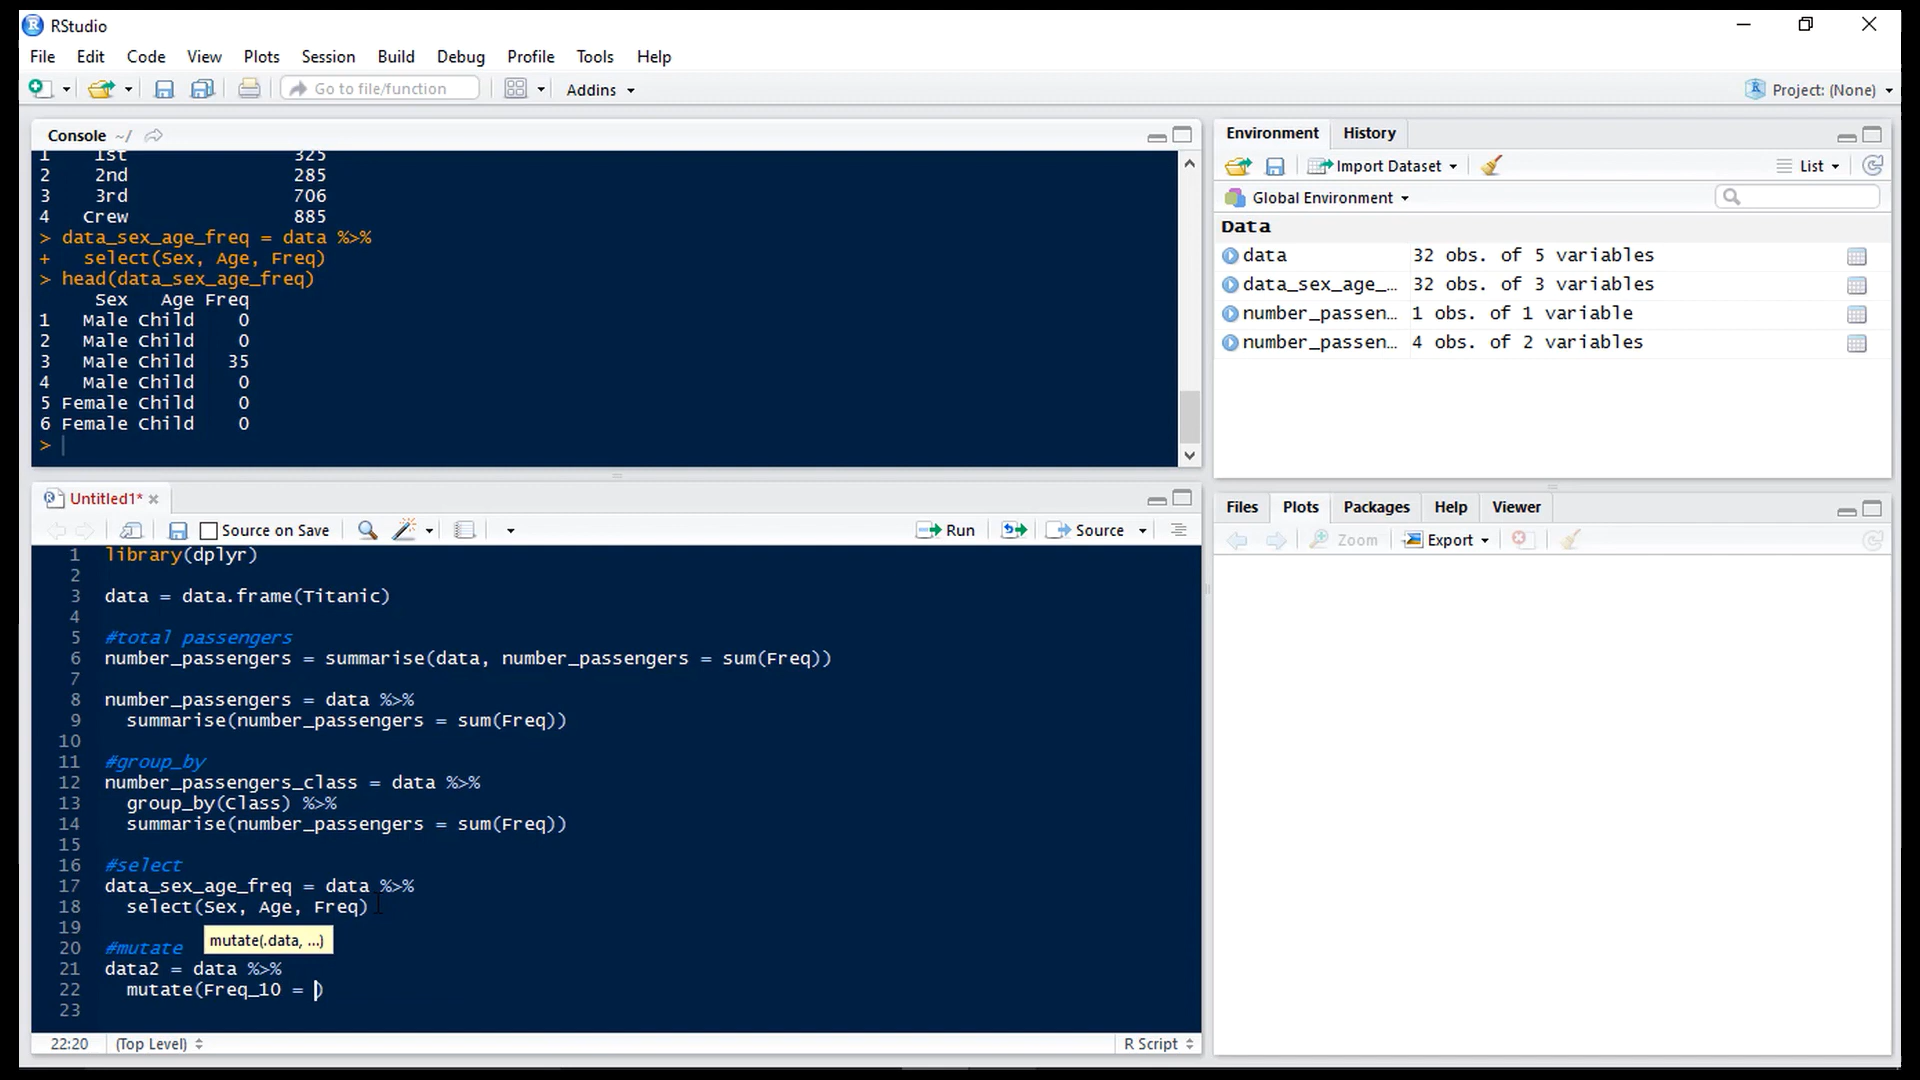 RStudio
File Edit Code View Plots Session Build Debug Profile Tools Help
Go to file/function Addins Project: (None)
Console ~/
1 1st 325
2 2nd 285
3 3rd 706
4 Crew 885
> data_sex_age_freq = data %>%
+ select(Sex, Age, Freq)
> head(data_sex_age_freq)
Sex Age Freq
1 Male Child 0
2 Male Child 0
3 Male Child 35
4 Male Child 0
5 Female Child 0
6 Female Child 0
>
Environment History
Import Dataset List
Global Environment
Data
data 32 obs. of 5 variables
data_sex_age_… 32 obs. of 3 variables
number_passen… 1 obs. of 1 variable
number_passen… 4 obs. of 2 variables
Untitled1*
Source on Save Run Source
1 library(dplyr)
2
3 data = data.frame(Titanic)
4
5 #total passengers
6 number_passengers = summarise(data, number_passengers = sum(Freq))
7
8 number_passengers = data %>%
9 summarise(number_passengers = sum(Freq))
10
11 #group_by
12 number_passengers_class = data %>%
13 group_by(Class) %>%
14 summarise(number_passengers = sum(Freq))
15
16 #select
17 data_sex_age_freq = data %>%
18 select(Sex, Age, Freq)
19
mutate(.data, ...)
20 #mutate
21 data2 = data %>%
22 mutate(Freq_10 = )
23
22:20 (Top Level) R Script
Files Plots Packages Help Viewer
Zoom Export